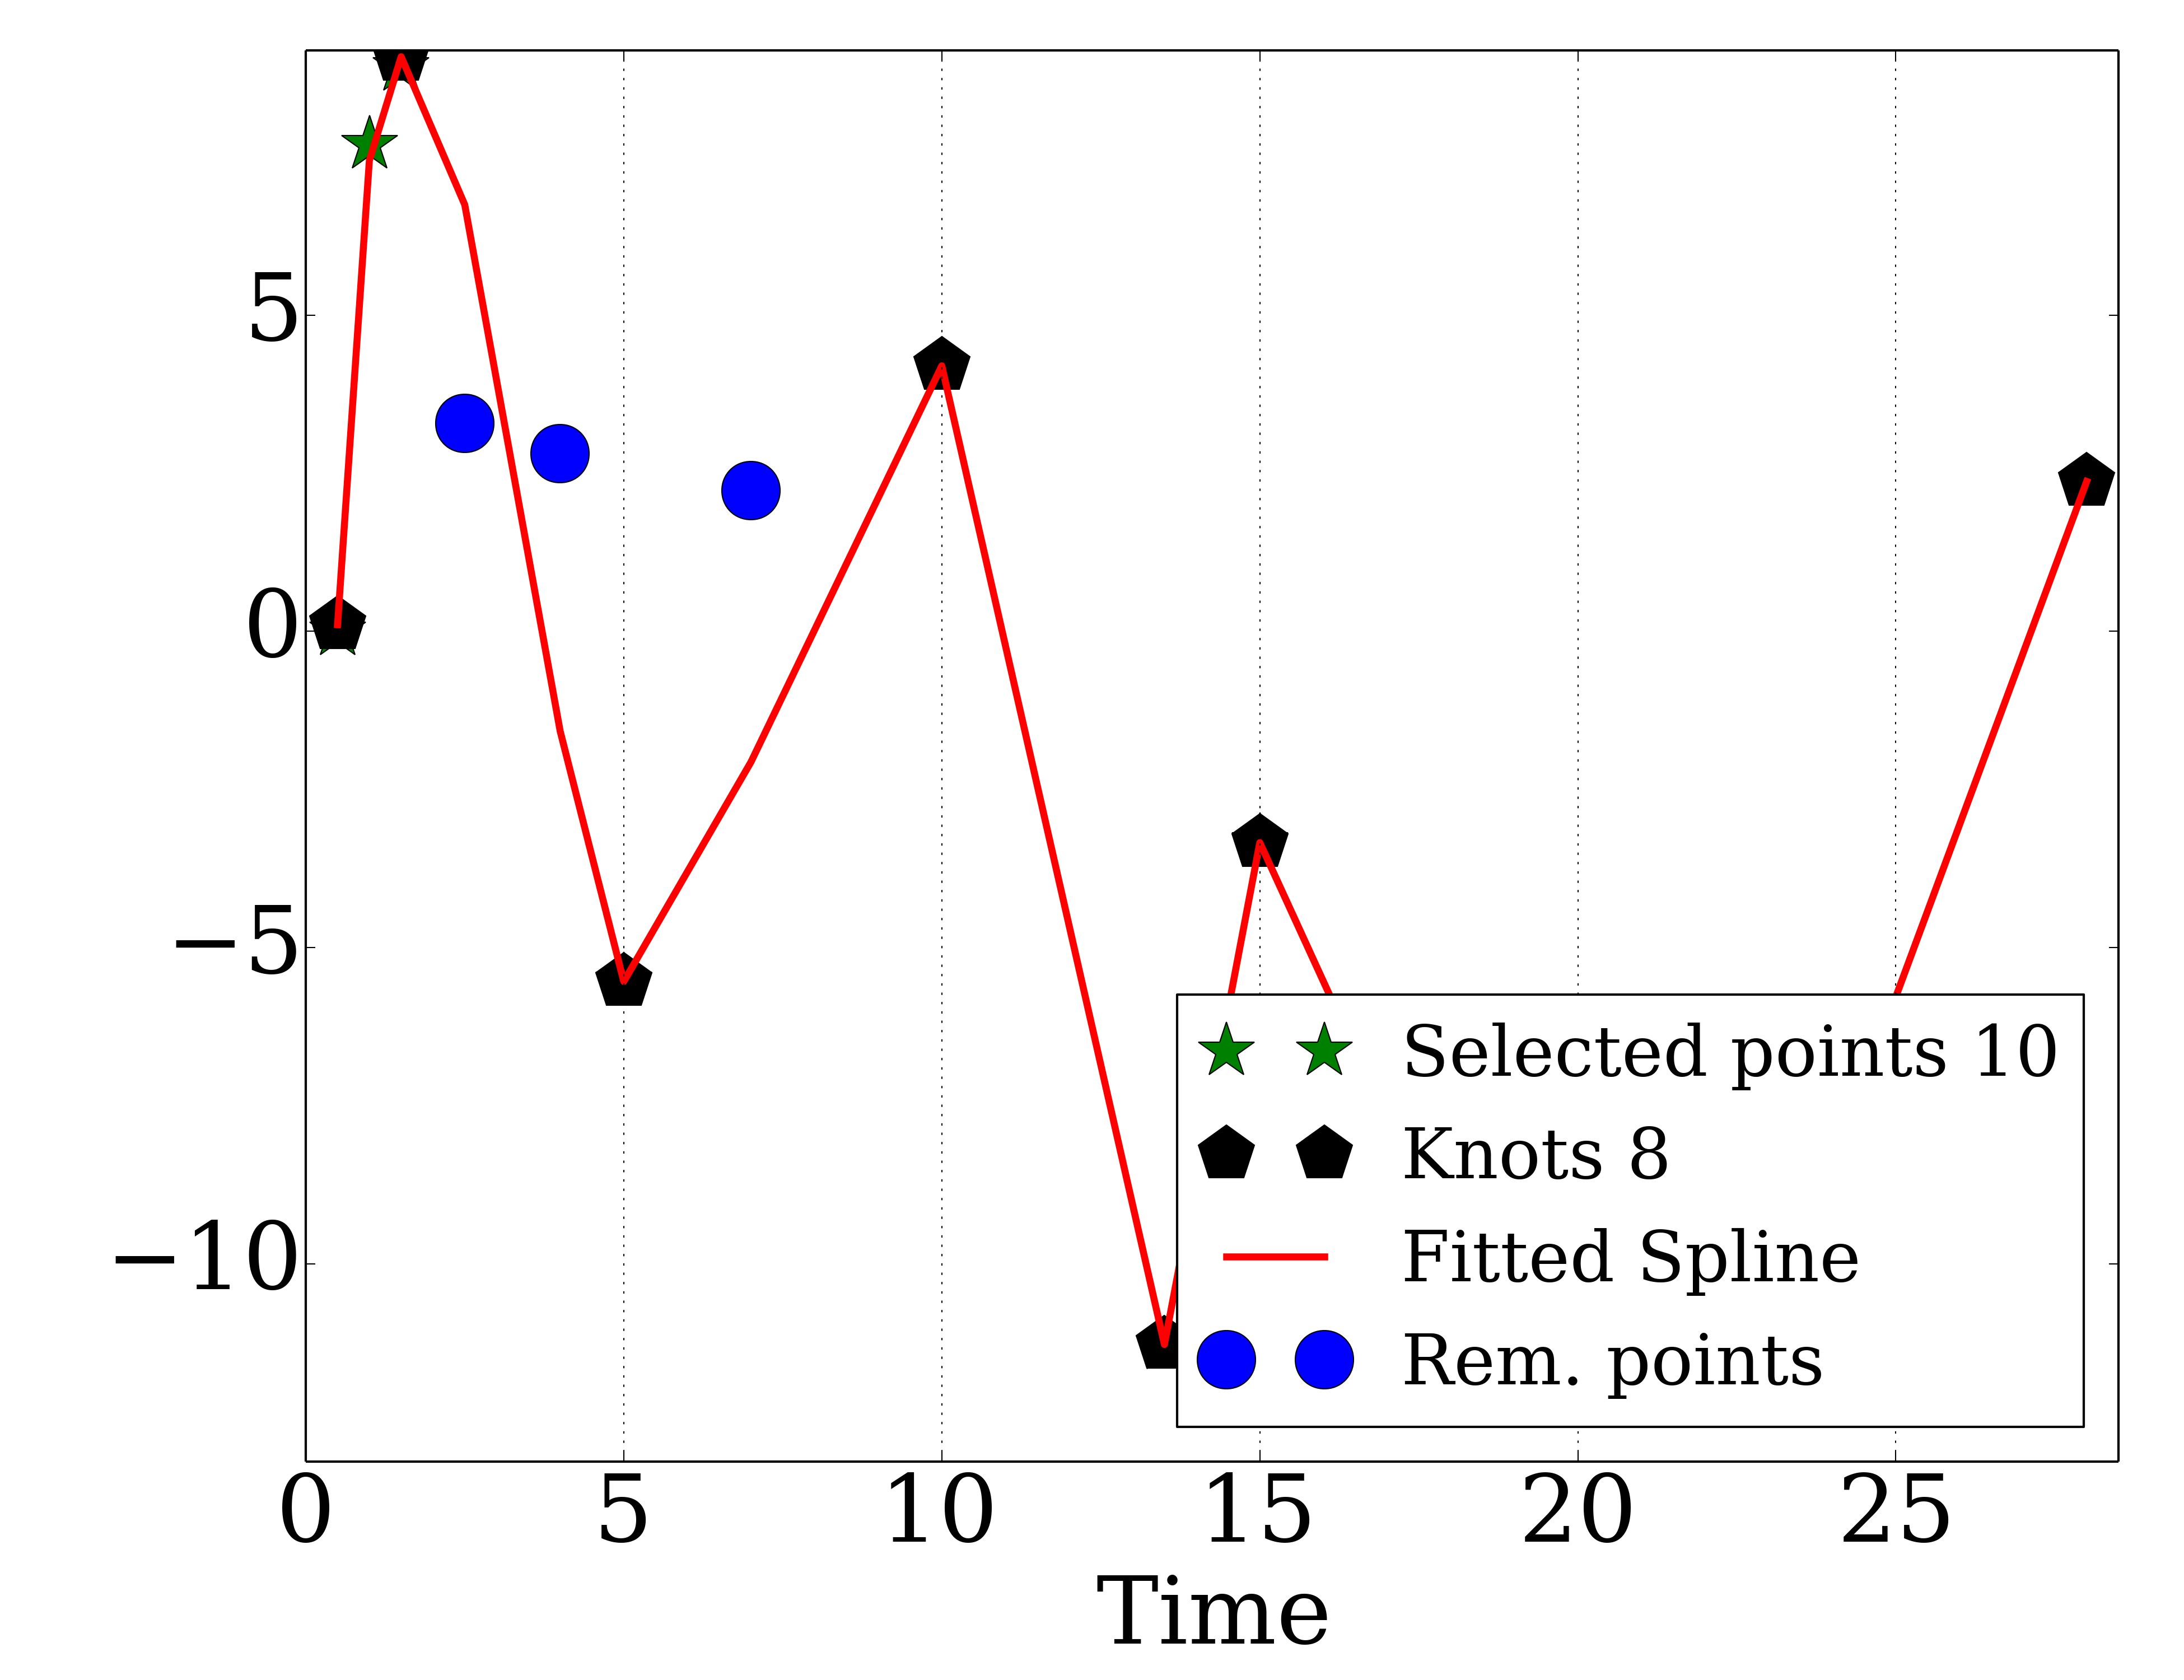 5
0
−5
−10
Selected points 10
Knots 8
Fitted Spline
Rem. points
0 5 10 15 20 25
Time